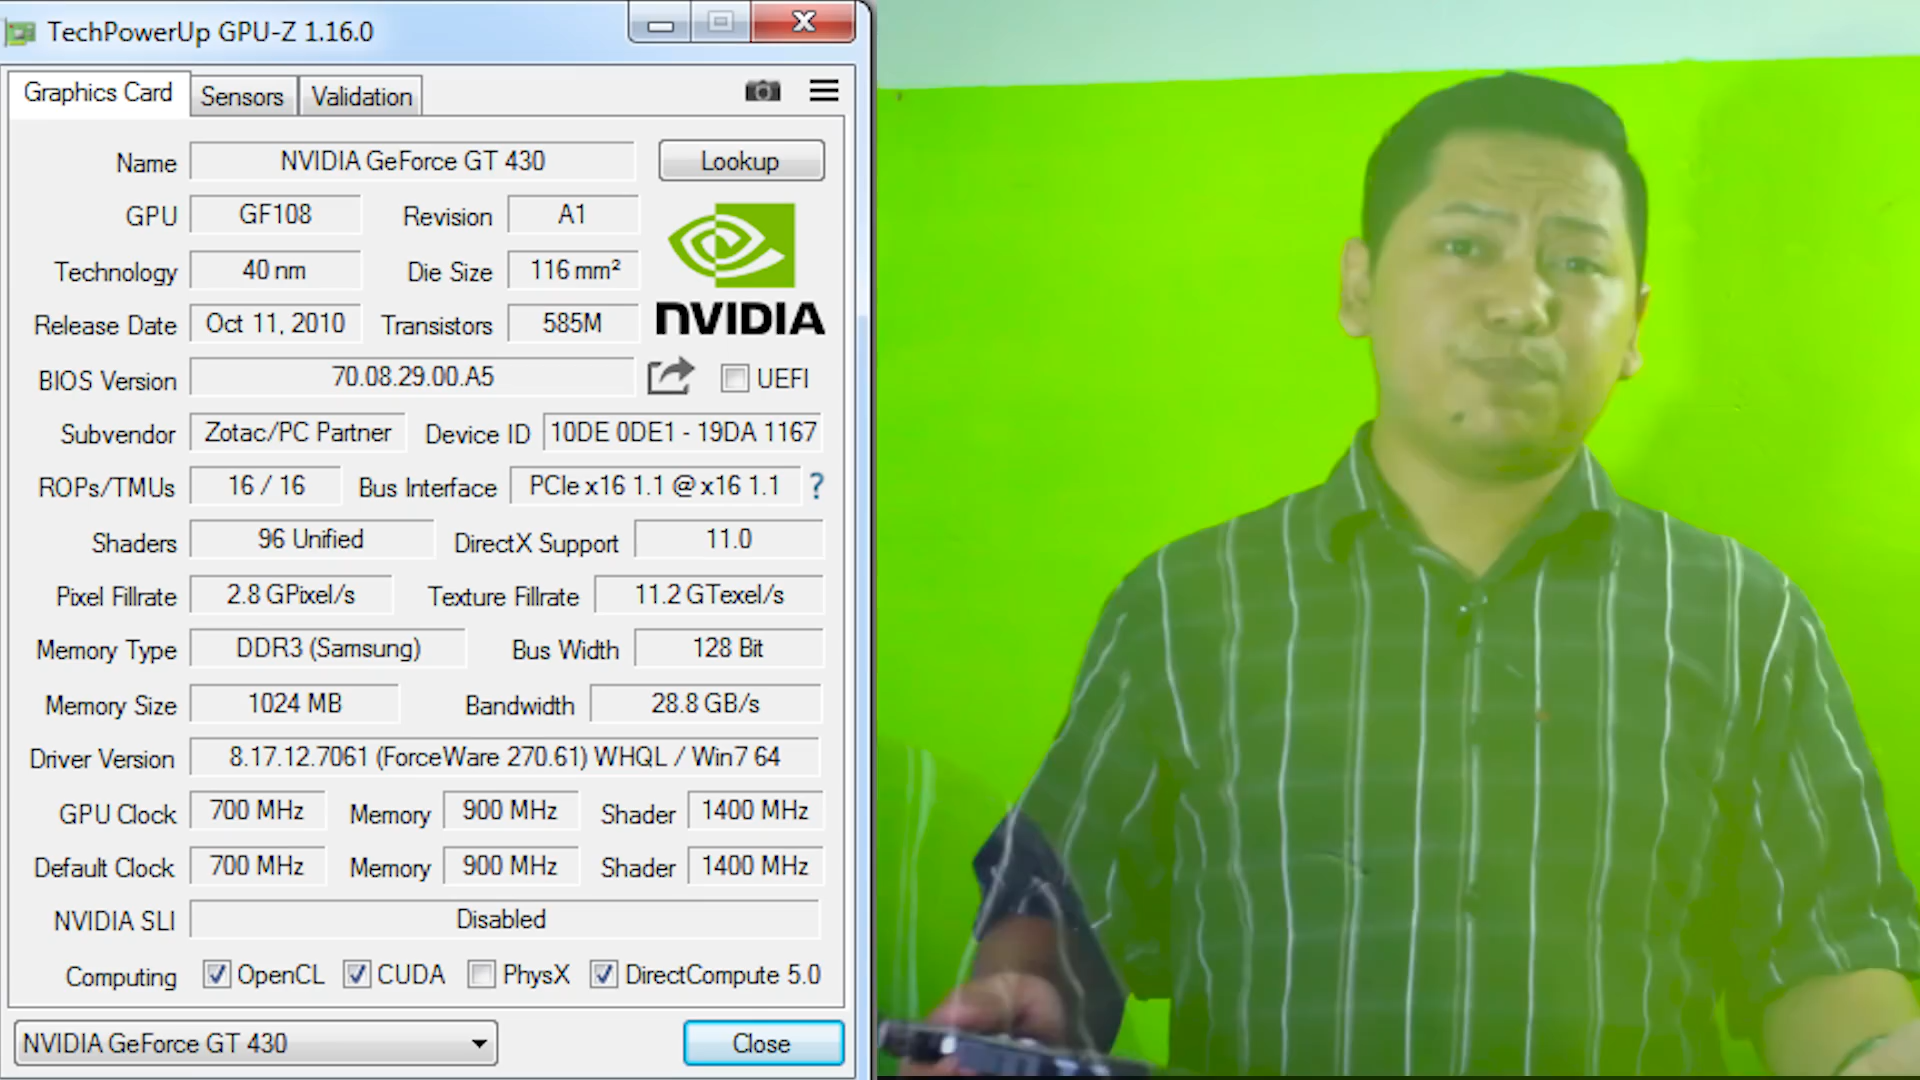 TechPowerUp GPU-Z 1.16.0
Graphics Card Sensors Validation
Name NVIDIA GeForce GT 430 Lookup
GPU GF108 Revision A1
Technology 40 nm Die Size 116 mm²
Release Date Oct 11, 2010 Transistors 585M
NVIDIA
BIOS Version 70.08.29.00.A5 UEFI
Subvendor Zotac/PC Partner Device ID 10DE 0DE1 - 19DA 1167
ROPs/TMUs 16 / 16 Bus Interface PCIe x16 1.1 @ x16 1.1 ?
Shaders 96 Unified DirectX Support 11.0
Pixel Fillrate 2.8 GPixel/s Texture Fillrate 11.2 GTexel/s
Memory Type DDR3 (Samsung) Bus Width 128 Bit
Memory Size 1024 MB Bandwidth 28.8 GB/s
Driver Version 8.17.12.7061 (ForceWare 270.61) WHQL / Win7 64
GPU Clock 700 MHz Memory 900 MHz Shader 1400 MHz
Default Clock 700 MHz Memory 900 MHz Shader 1400 MHz
NVIDIA SLI Disabled
Computing OpenCL CUDA PhysX DirectCompute 5.0
NVIDIA GeForce GT 430 Close